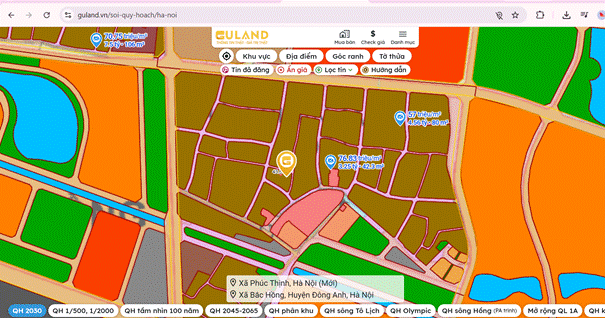 guland.vn/soi-quy-hoach/ha-noi
GULAND
Mua bán
Check giá
Danh mục
Khu vực
Địa điểm
Góc ranh
Tờ thửa
Tin đã đăng
Ẩn giá
Lọc tin
Hướng dẫn
70,75 triệu/m²
7.5 tỷ - 106 m²
57 triệu/m²
4.56 tỷ - 80 m²
76,83 triệu/m²
3.25 tỷ - 42.3 m²
Xã Phúc Thịnh, Hà Nội (Mới)
Xã Bắc Hồng, Huyện Đông Anh, Hà Nội
QH 2030
QH 1/500, 1/2000
QH tầm nhìn 100 năm
QH 2045-2065
QH phân khu
QH sông Tô Lịch
QH Olympic
QH sông Hồng (PA trình)
Mở rộng QL 1A